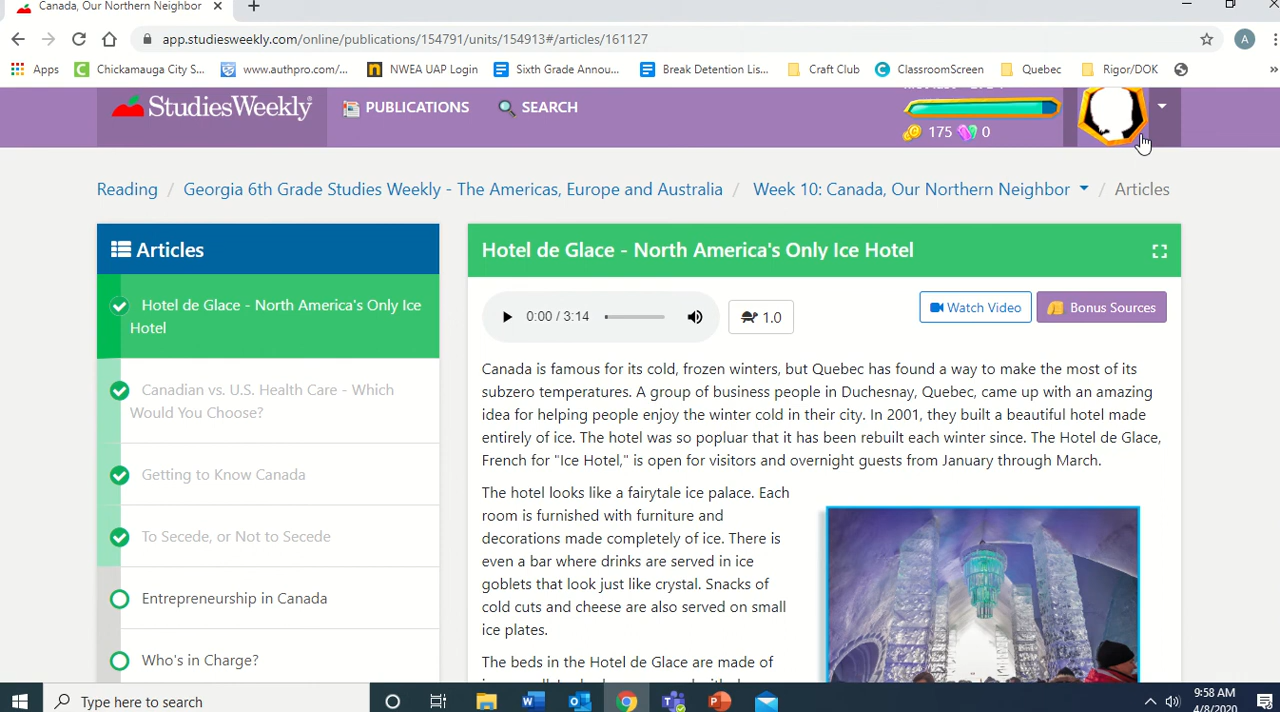 Canada, Our Northern Neighbor
app.studiesweekly.com/online/publications/154791/units/154913#/articles/161127
A
Apps Chickamauga City S... www.authpro.com/... NWEA UAP Login Sixth Grade Annou... Break Detention Lis... Craft Club ClassroomScreen Quebec Rigor/DOK »
StudiesWeekly PUBLICATIONS SEARCH
175 0
Reading / Georgia 6th Grade Studies Weekly - The Americas, Europe and Australia / Week 10: Canada, Our Northern Neighbor / Articles
Articles
Hotel de Glace - North America's Only Ice
Hotel
Canadian vs. U.S. Health Care - Which
Would You Choose?
Getting to Know Canada
To Secede, or Not to Secede
Entrepreneurship in Canada
Who's in Charge?
Hotel de Glace - North America's Only Ice Hotel
0:00 / 3:14 1.0 Watch Video Bonus Sources
Canada is famous for its cold, frozen winters, but Quebec has found a way to make the most of its
subzero temperatures. A group of business people in Duchesnay, Quebec, came up with an amazing
idea for helping people enjoy the winter cold in their city. In 2001, they built a beautiful hotel made
entirely of ice. The hotel was so popluar that it has been rebuilt each winter since. The Hotel de Glace,
French for "Ice Hotel," is open for visitors and overnight guests from January through March.
The hotel looks like a fairytale ice palace. Each
room is furnished with furniture and
decorations made completely of ice. There is
even a bar where drinks are served in ice
goblets that look just like crystal. Snacks of
cold cuts and cheese are also served on small
ice plates.
The beds in the Hotel de Glace are made of
Type here to search
9:58 AM
4/8/2020